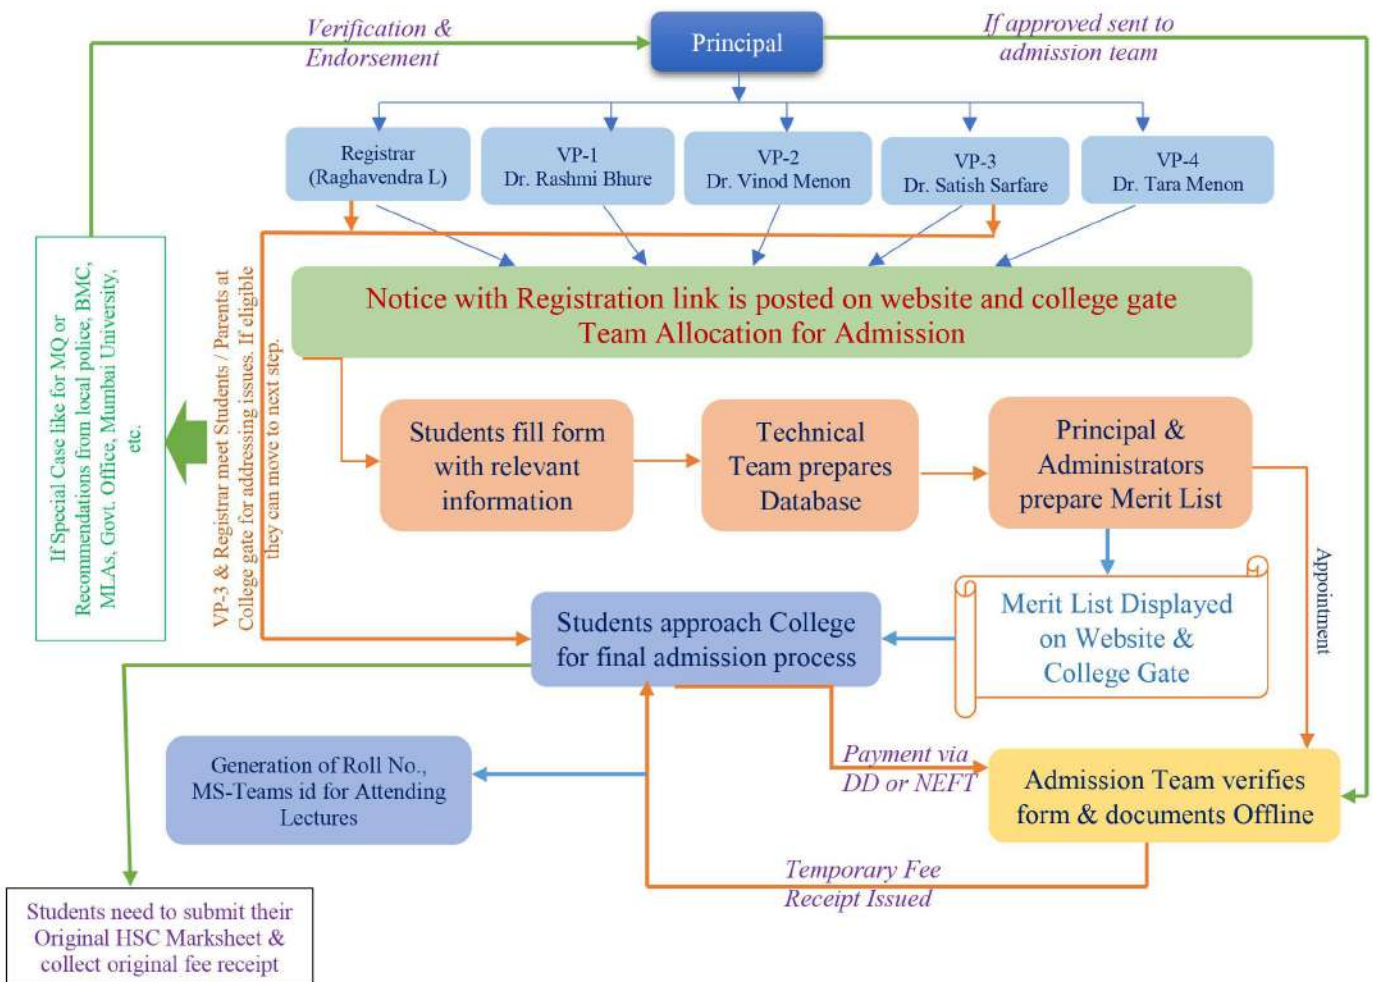 Verification &
Endorsement
Principal
If approved sent to
admission team
Registrar
(Raghavendra L)
VP-1
Dr. Rashmi Bhure
VP-2
Dr. Vinod Menon
VP-3
Dr. Satish Sarfare
VP-4
Dr. Tara Menon
If Special Case like for MQ or
Recommendations from local police, BMC,
MLAs, Govt. Office, Mumbai University,
etc.
VP-3 & Registrar meet Students / Parents at
College gate for addressing issues. If eligible
they can move to next step.
Notice with Registration link is posted on website and college gate
Team Allocation for Admission
Students fill form
with relevant
information
Technical
Team prepares
Database
Principal &
Administrators
prepare Merit List
Appointment
Students approach College
for final admission process
Merit List Displayed
on Website &
College Gate
Generation of Roll No.,
MS-Teams id for Attending
Lectures
Payment via
DD or NEFT
Admission Team verifies
form & documents Offline
Temporary Fee
Receipt Issued
Students need to submit their
Original HSC Marksheet &
collect original fee receipt